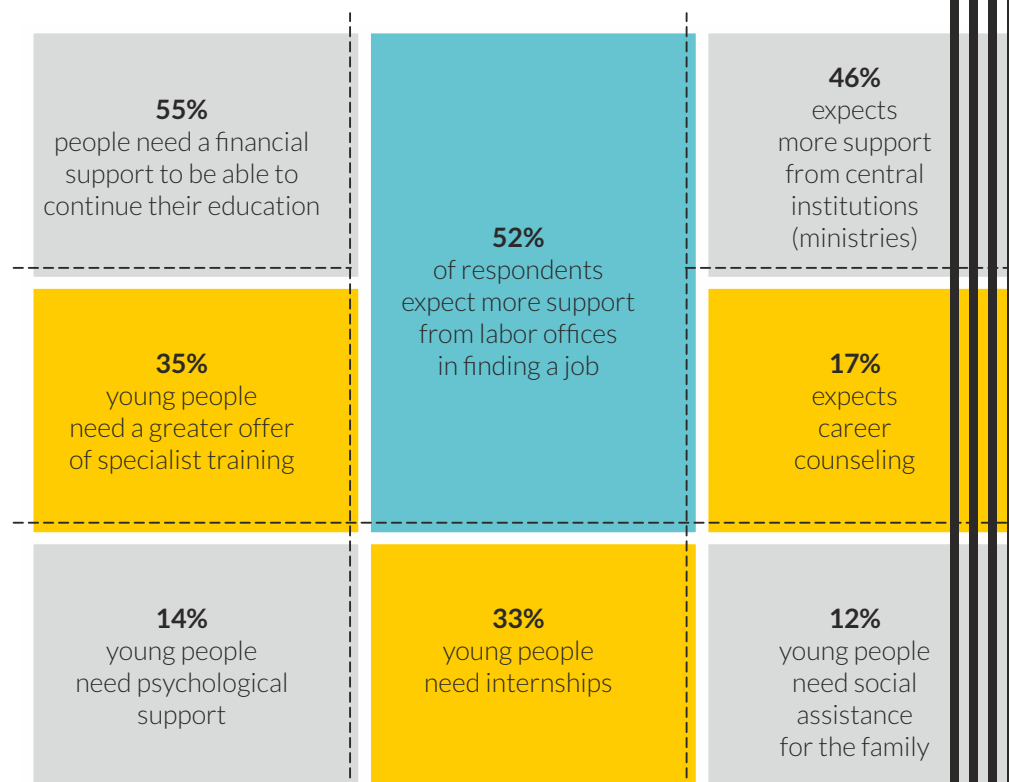 55%
people need a financial
support to be able to
continue their education
52%
of respondents
expect more support
from labor offices
in finding a job
46%
expects
more support
from central
institutions
(ministries)
35%
young people
need a greater offer
of specialist training
17%
expects
career
counseling
14%
young people
need psychological
support
33%
young people
need internships
12%
young people
need social
assistance
for the family